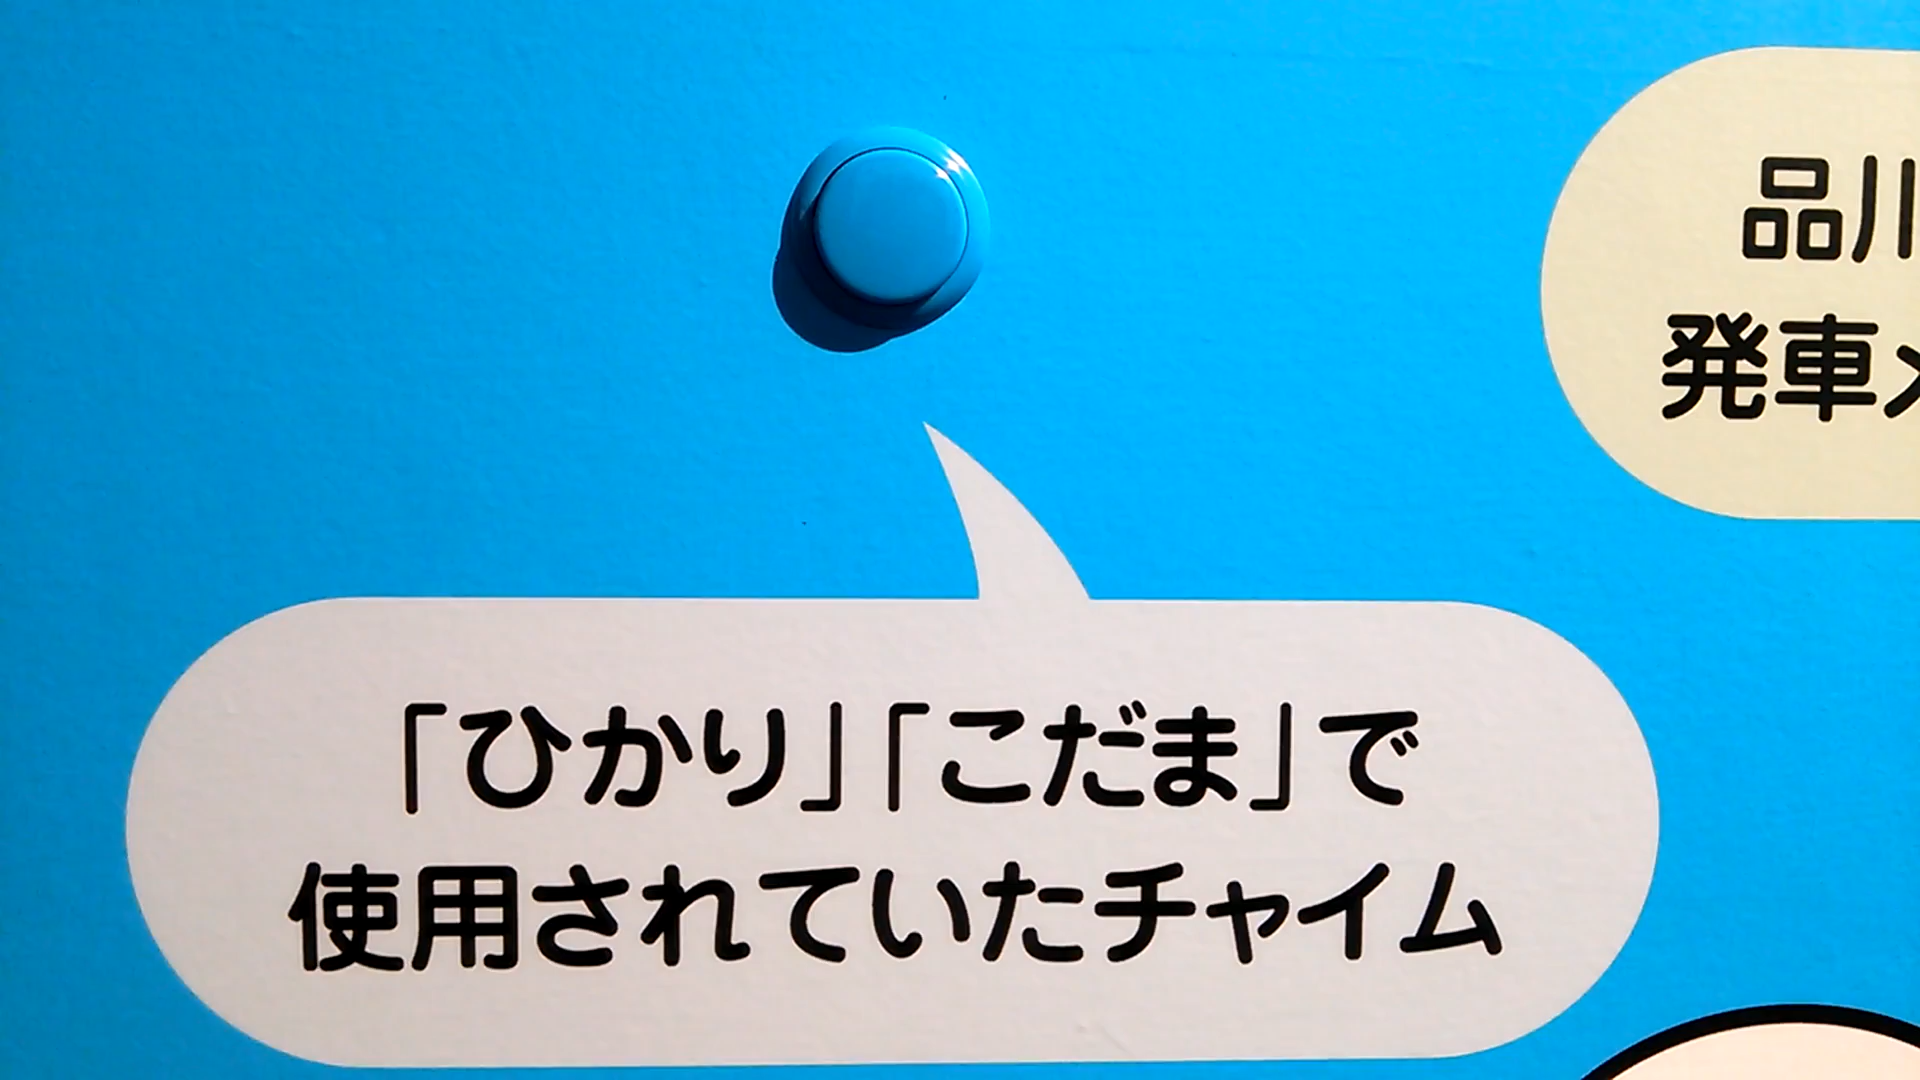 品川
発車メ
「ひかり」「こだま」で
使用されていたチャイム